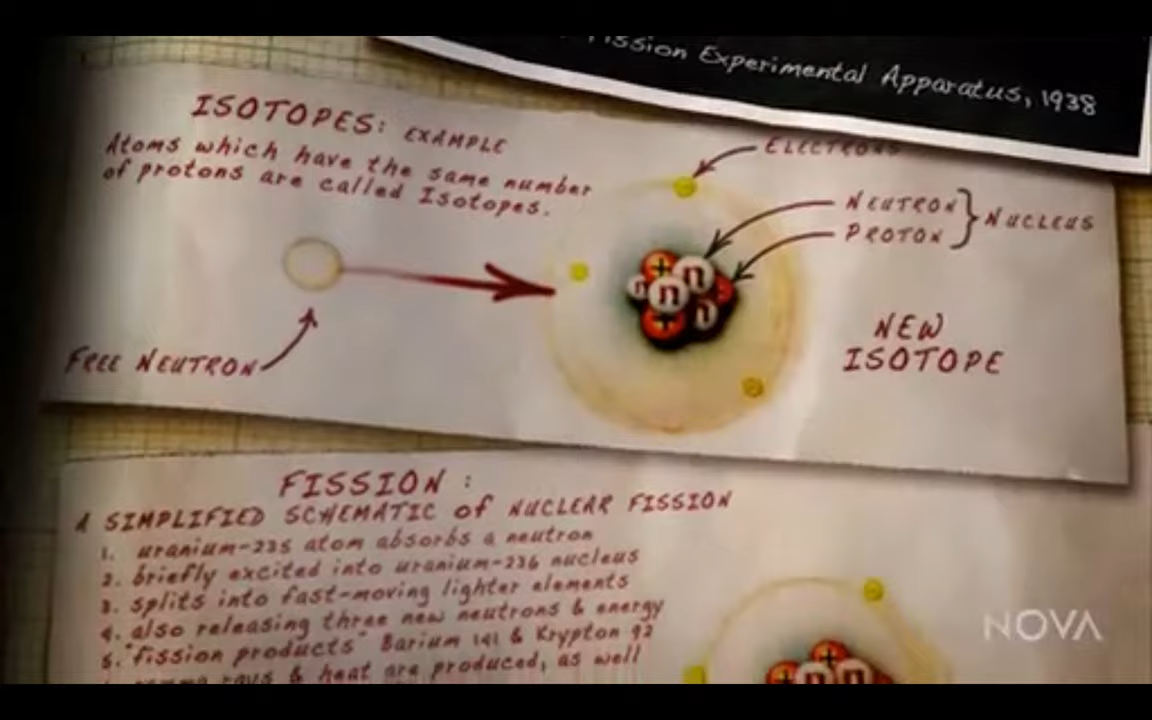 Fission Experimental Apparatus, 1938
ISOTOPES: EXAMPLE
Atoms which have the same number
of protons are called Isotopes.
ELECTRONS
NEUTRON
PROTON
NUCLEUS
+
n
n
n
+
n
FREE NEUTRON
NEW
ISOTOPE
FISSION:
A SIMPLIFIED SCHEMATIC of NUCLEAR FISSION
1. uranium-235 atom absorbs a neutron
2. briefly excited into uranium-236 nucleus
3. splits into fast-moving lighter elements
4. also releasing three new neutrons & energy
5. "fission products" Barium 141 & Krypton 92
gamma rays & heat are produced, as well
+
+
n
n
NOVA